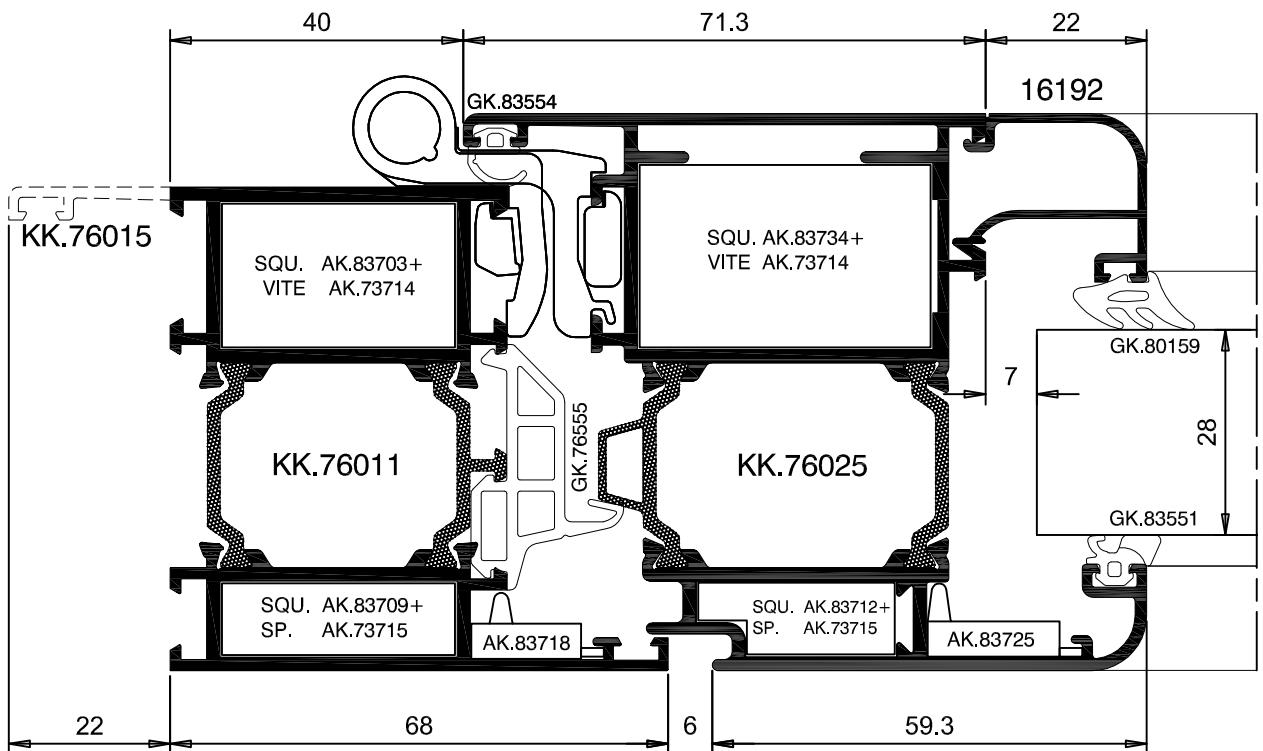 40
71.3
22
16192
GK.83554
KK.76015
SQU. AK.83703+
VITE AK.73714
SQU. AK.83734+
VITE AK.73714
GK.80159
7
28
KK.76011
GK.76555
KK.76025
GK.83551
SQU. AK.83709+
SP. AK.73715
AK.83718
SQU. AK.83712+
SP. AK.73715
AK.83725
22
68
6
59.3